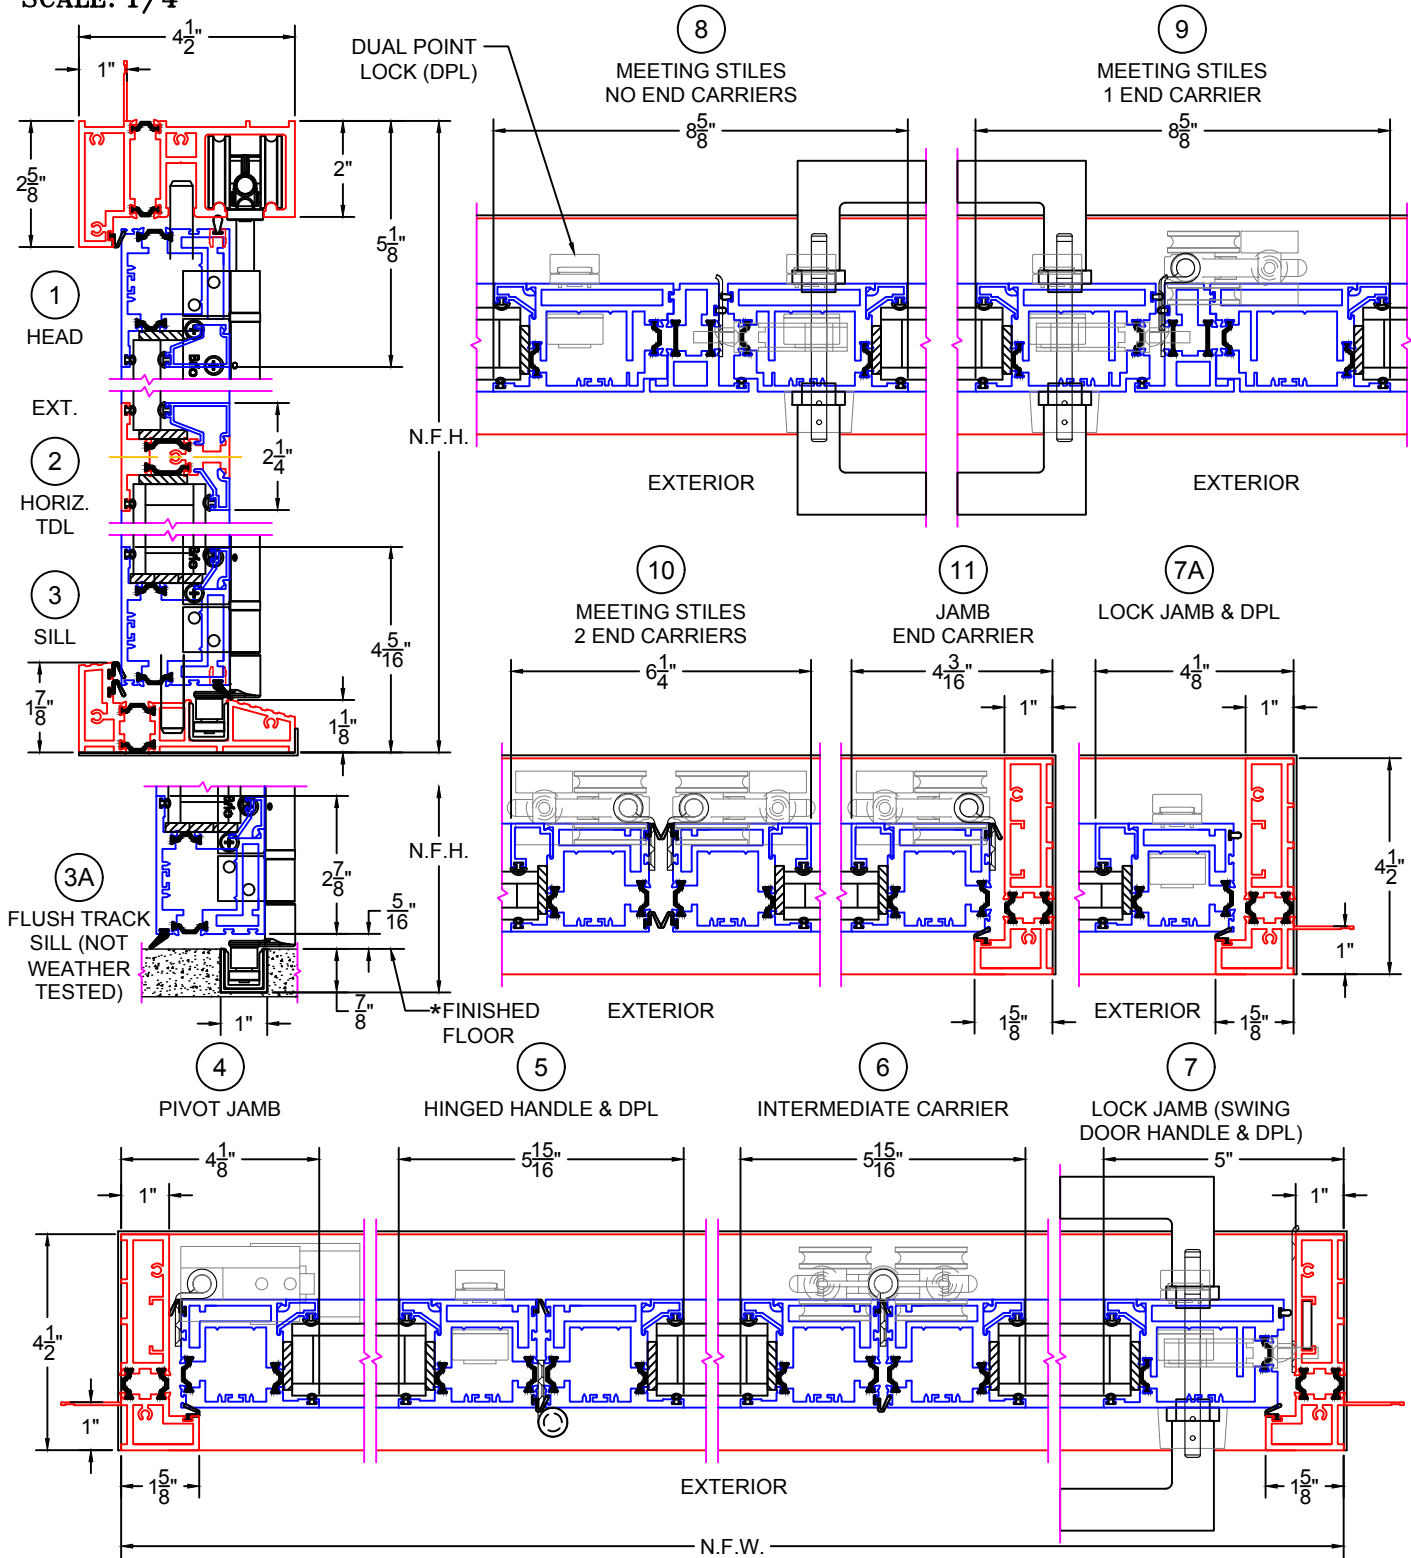 SCALE: 1/4"
4 1/2"
1"
2 5/8"
2"
5 1/8"
1
HEAD
EXT.
2
HORIZ.
TDL
2 1/4"
N.F.H.
3
SILL
4 5/16"
1 7/8"
1 1/8"
Brio
Brio
DUAL POINT
LOCK (DPL)
8
MEETING STILES
NO END CARRIERS
8 5/8"
EXTERIOR
9
MEETING STILES
1 END CARRIER
8 5/8"
EXTERIOR
10
MEETING STILES
2 END CARRIERS
6 1/4"
EXTERIOR
11
JAMB
END CARRIER
4 3/16"
1"
1 5/8"
7A
LOCK JAMB & DPL
4 1/8"
1"
4 1/2"
1"
EXTERIOR
1 5/8"
3A
FLUSH TRACK
SILL (NOT
WEATHER
TESTED)
Brio
2 7/8"
N.F.H.
5/16"
7/8"
1"
*FINISHED
FLOOR
4
PIVOT JAMB
4 1/8"
1"
4 1/2"
1"
1 5/8"
5
HINGED HANDLE & DPL
5 15/16"
6
INTERMEDIATE CARRIER
5 15/16"
7
LOCK JAMB (SWING
DOOR HANDLE & DPL)
5"
1"
EXTERIOR
1 5/8"
N.F.W.